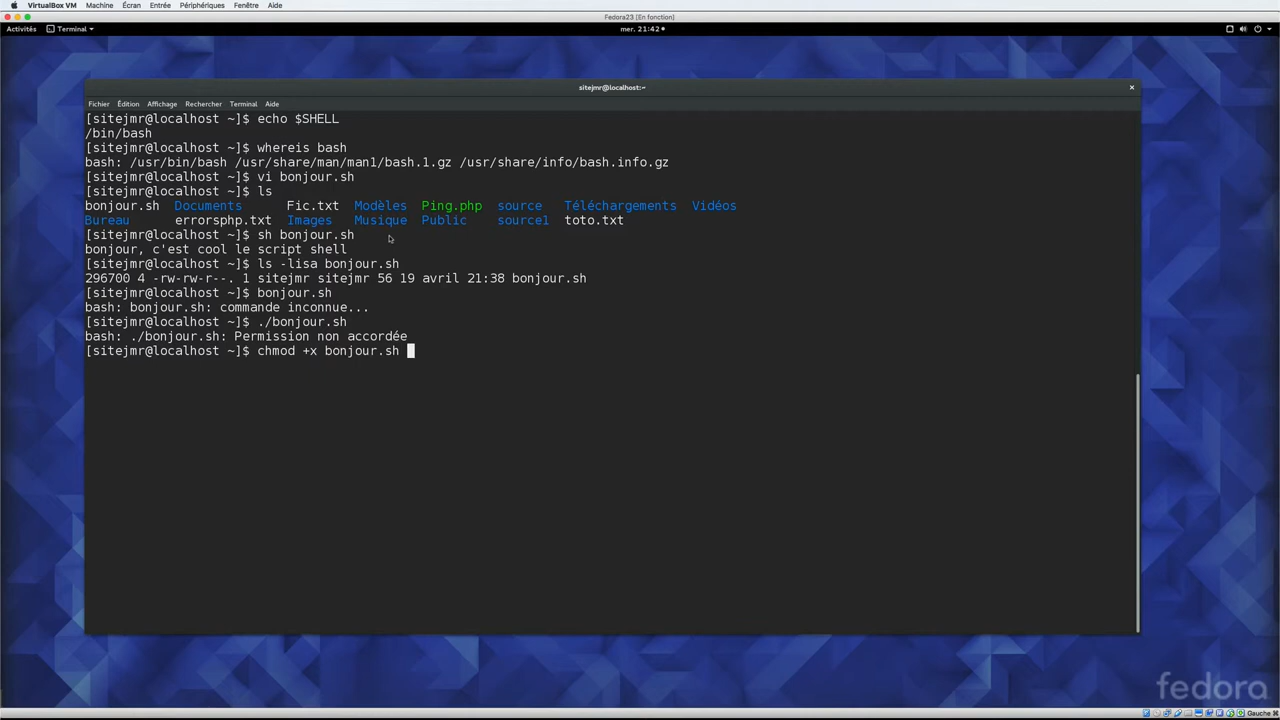 VirtualBox VM Machine Écran Entrée Périphériques Fenêtre Aide
Fedora23 [En fonction]
Activités Terminal mer. 21:42
sitejmr@localhost:~
Fichier Édition Affichage Rechercher Terminal Aide
[sitejmr@localhost ~]$ echo $SHELL
/bin/bash
[sitejmr@localhost ~]$ whereis bash
bash: /usr/bin/bash /usr/share/man/man1/bash.1.gz /usr/share/info/bash.info.gz
[sitejmr@localhost ~]$ vi bonjour.sh
[sitejmr@localhost ~]$ ls
bonjour.sh Documents Fic.txt Modèles Ping.php source Téléchargements Vidéos
Bureau errorsphp.txt Images Musique Public source1 toto.txt
[sitejmr@localhost ~]$ sh bonjour.sh
bonjour, c'est cool le script shell
[sitejmr@localhost ~]$ ls -lisa bonjour.sh
296700 4 -rw-rw-r--. 1 sitejmr sitejmr 56 19 avril 21:38 bonjour.sh
[sitejmr@localhost ~]$ bonjour.sh
bash: bonjour.sh: commande inconnue...
[sitejmr@localhost ~]$ ./bonjour.sh
bash: ./bonjour.sh: Permission non accordée
[sitejmr@localhost ~]$ chmod +x bonjour.sh
fedora
Gauche ⌘